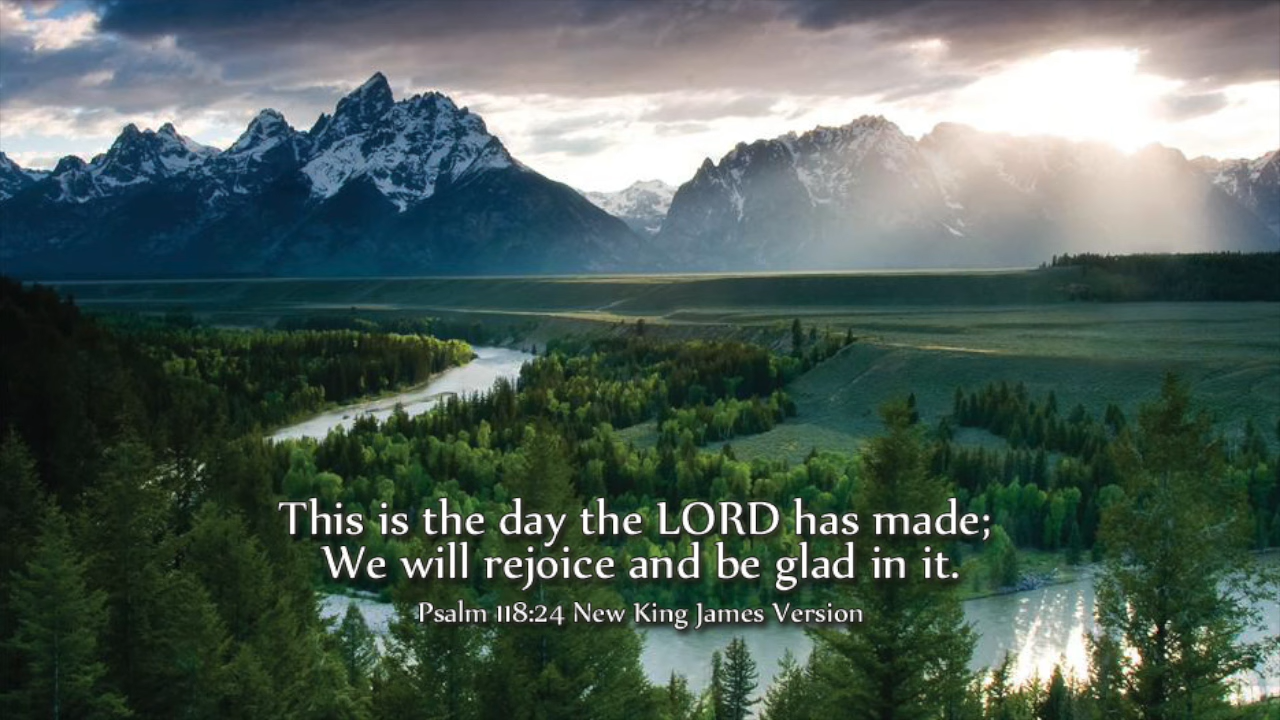 This is the day the LORD has made;
We will rejoice and be glad in it.
Psalm 118:24 New King James Version